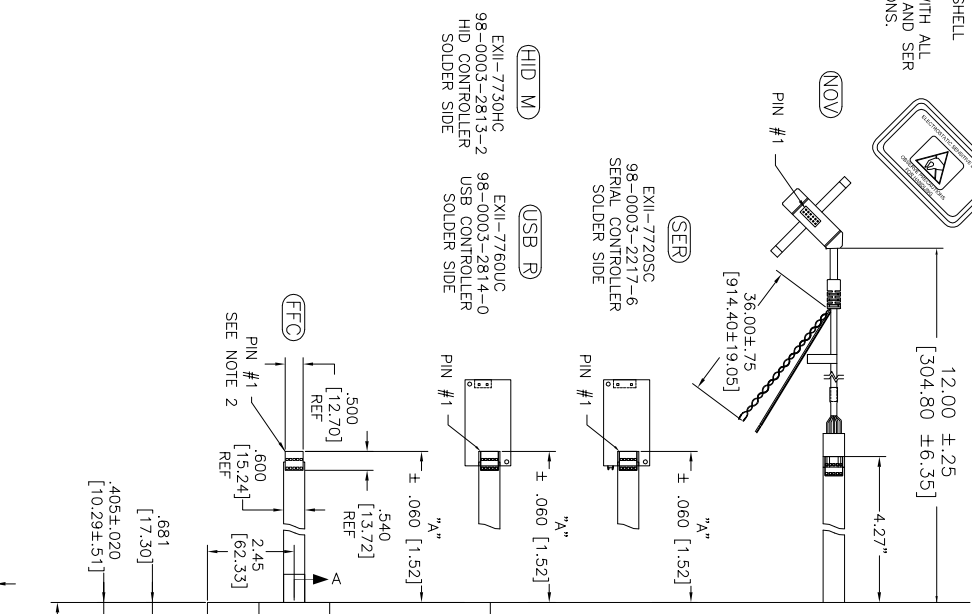 SHELL
WITH ALL
AND SER
ONS.
NOV
PIN #1
12.00 ±.25
[304.80 ±6.35]
36.00±.75
[914.40±19.05]
4.27"
SER
EXII-7720SC
98-0003-2217-6
SERIAL CONTROLLER
SOLDER SIDE
PIN #1
"A"
± .060 [1.52]
HID M
EXII-7730HC
98-0003-2813-2
HID CONTROLLER
SOLDER SIDE
USB R
EXII-7760UC
98-0003-2814-0
USB CONTROLLER
SOLDER SIDE
PIN #1
"A"
± .060 [1.52]
FFC
PIN #1
SEE NOTE 2
.500
[12.70]
REF
.600
[15.24]
REF
"A"
± .060 [1.52]
.540
[13.72]
REF
A
2.45
[62.33]
.681
[17.30]
.405±.020
[10.29±.51]